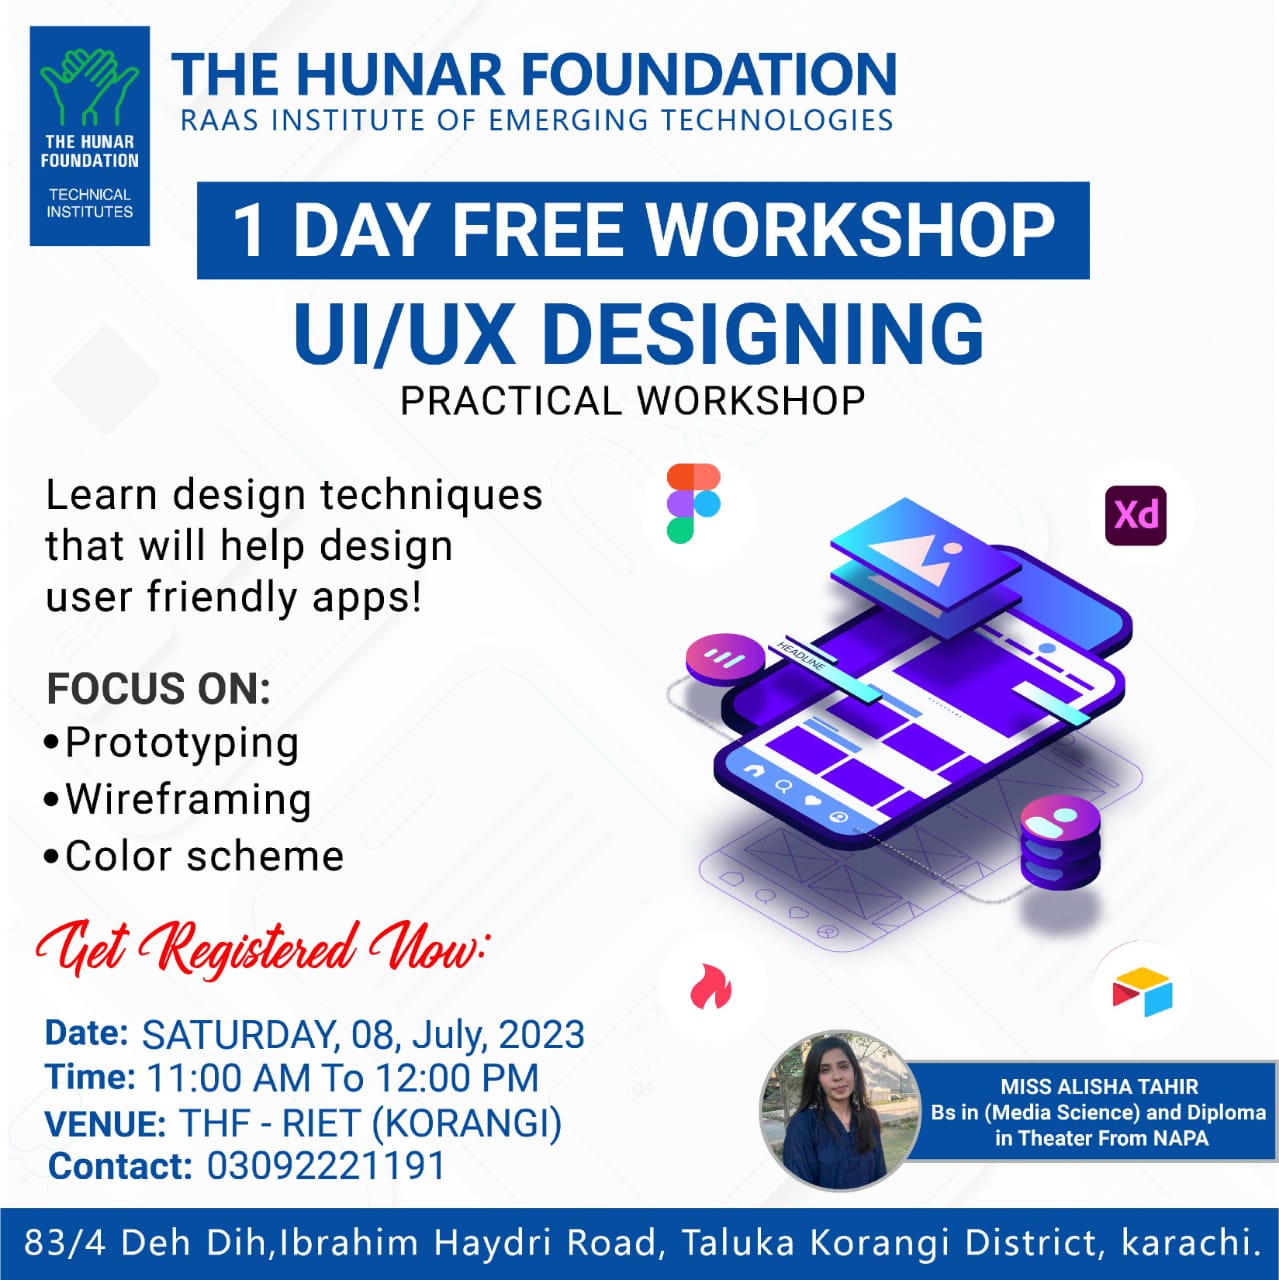 THE HUNAR
FOUNDATION
TECHNICAL
INSTITUTES
THE HUNAR FOUNDATION
RAAS INSTITUTE OF EMERGING TECHNOLOGIES
1 DAY FREE WORKSHOP
UI/UX DESIGNING
PRACTICAL WORKSHOP
Learn design techniques
that will help design
user friendly apps!
Xd
HEADLINE
FOCUS ON:
•Prototyping
•Wireframing
•Color scheme
Get Registered Now:
Date: SATURDAY, 08, July, 2023
Time: 11:00 AM To 12:00 PM
VENUE: THF - RIET (KORANGI)
Contact: 03092221191
MISS ALISHA TAHIR
Bs in (Media Science) and Diploma
in Theater From NAPA
83/4 Deh Dih,Ibrahim Haydri Road, Taluka Korangi District, karachi.